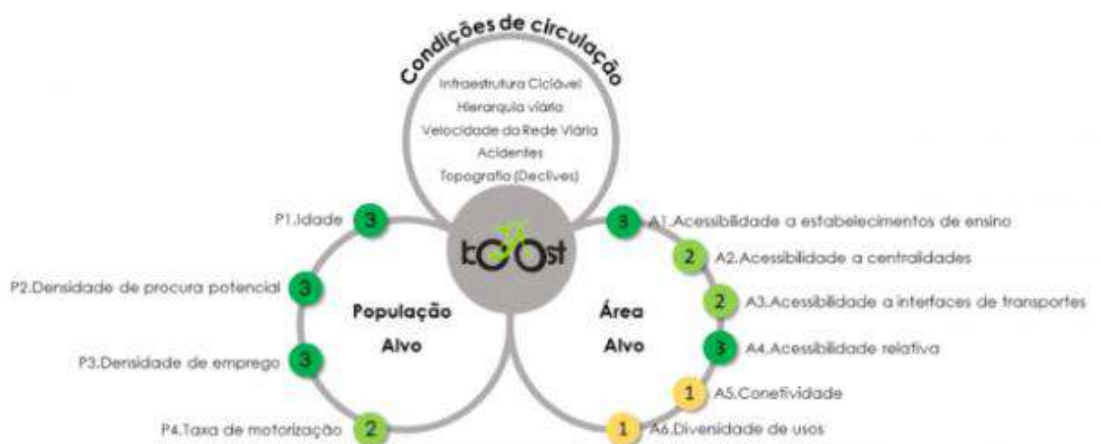 Condições de circulação
Infraestrutura Ciclável
Hierarquia viária
Velocidade da Rede Viária
Acidentes
Topografia (Declives)
boost
População
Alvo
P1.Idade
3
P2.Densidade de procura potencial
3
P3.Densidade de emprego
3
P4.Taxa de motorização
2
Área
Alvo
3
A1.Acessibilidade a estabelecimentos de ensino
2
A2.Acessibilidade a centralidades
2
A3.Acessibilidade a interfaces de transportes
3
A4.Acessibilidade relativa
1
A5.Conetividade
1
A6.Diversidade de usos